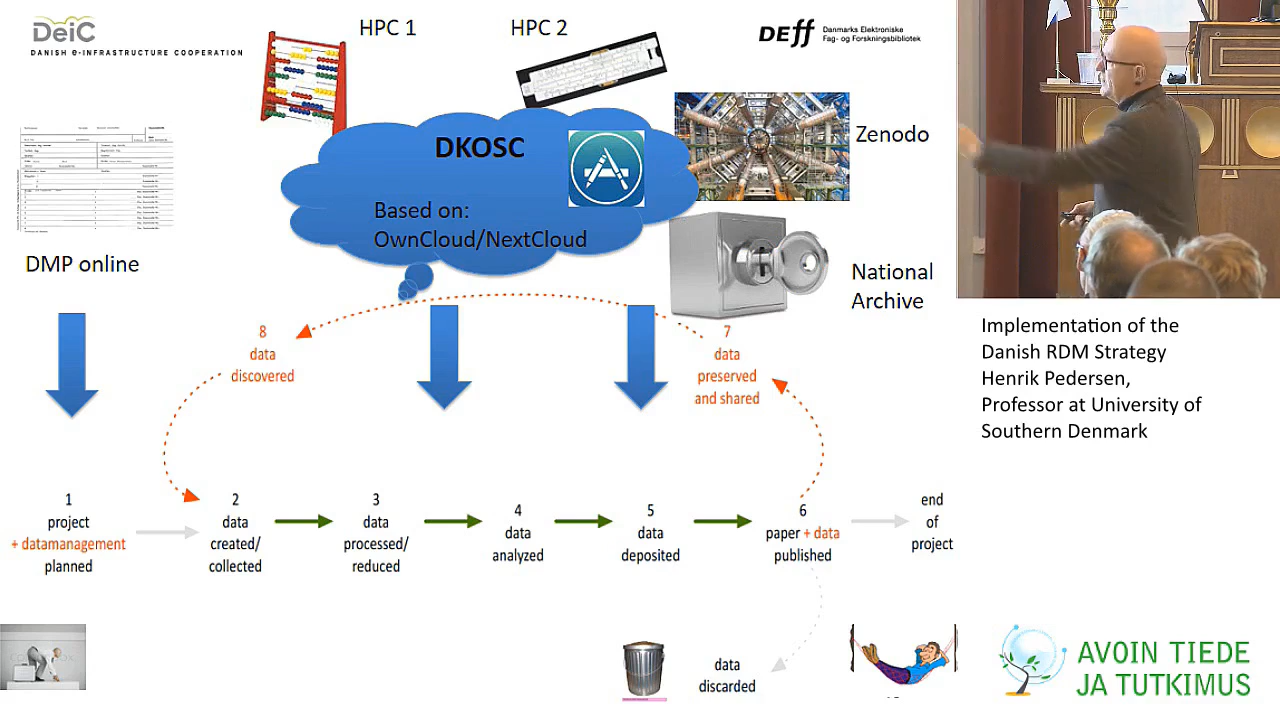 DeiC
DANISH e-INFRASTRUCTURE COOPERATION
HPC 1
HPC 2
DEff
Danmarks Elektroniske
Fag- og Forskningsbibliotek
DKOSC
Based on:
OwnCloud/NextCloud
Zenodo
National
Archive
DMP online
8
data
discovered
7
data
preserved
and shared
1
project
+ datamanagement
planned
2
data
created/
collected
3
data
processed/
reduced
4
data
analyzed
5
data
deposited
6
paper + data
published
end
of
project
data
discarded
Implementation of the
Danish RDM Strategy
Henrik Pedersen,
Professor at University of
Southern Denmark
AVOIN TIEDE
JA TUTKIMUS